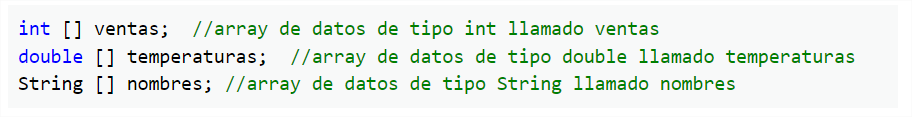 int [] ventas;  //array de datos de tipo int llamado ventas
double [] temperaturas;  //array de datos de tipo double llamado temperaturas
String [] nombres; //array de datos de tipo String llamado nombres